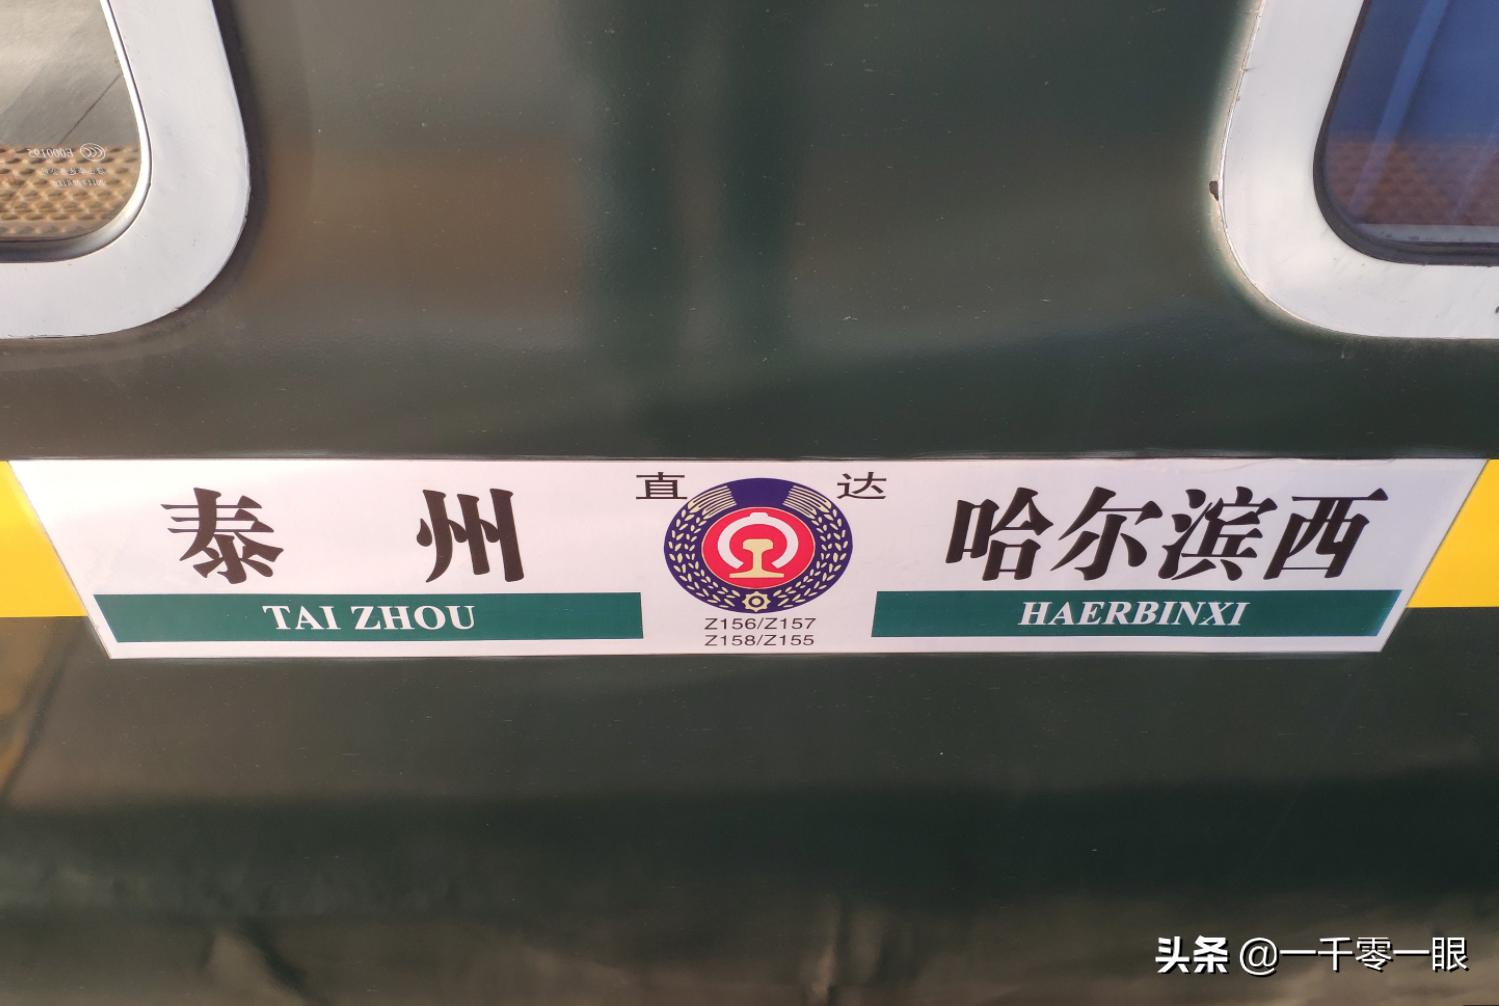 直 达
泰 州
哈尔滨西
TAI ZHOU
HAERBINXI
Z156/Z157
Z158/Z155
E000195
头条 @一千零一眼